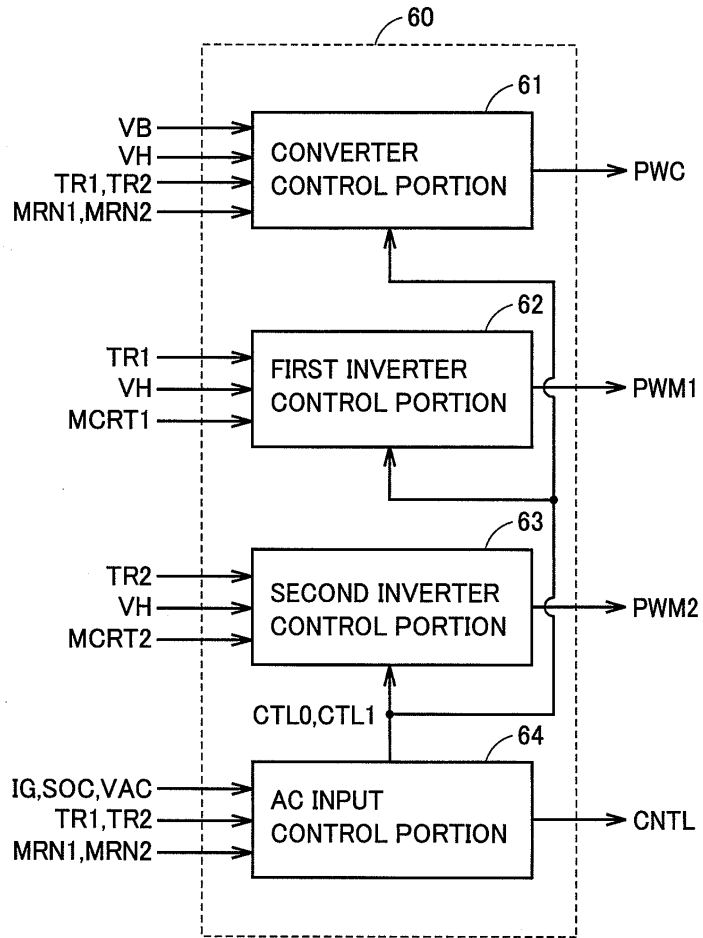 60
61
VB
VH
TR1,TR2
MRN1,MRN2
CONVERTER
CONTROL PORTION
PWC
62
TR1
VH
MCRT1
FIRST INVERTER
CONTROL PORTION
PWM1
63
TR2
VH
MCRT2
SECOND INVERTER
CONTROL PORTION
PWM2
CTL0,CTL1
64
IG,SOC,VAC
TR1,TR2
MRN1,MRN2
AC INPUT
CONTROL PORTION
CNTL